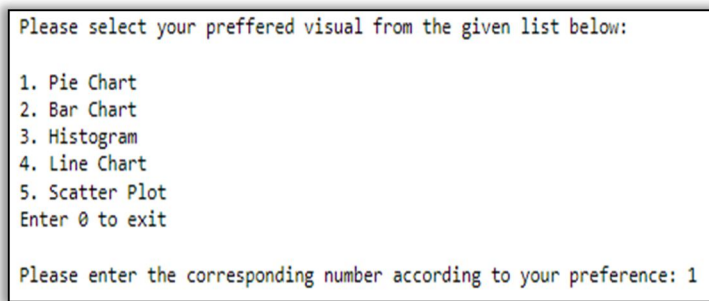 Please select your preffered visual from the given list below:
1. Pie Chart
2. Bar Chart
3. Histogram
4. Line Chart
5. Scatter Plot
Enter 0 to exit
Please enter the corresponding number according to your preference: 1